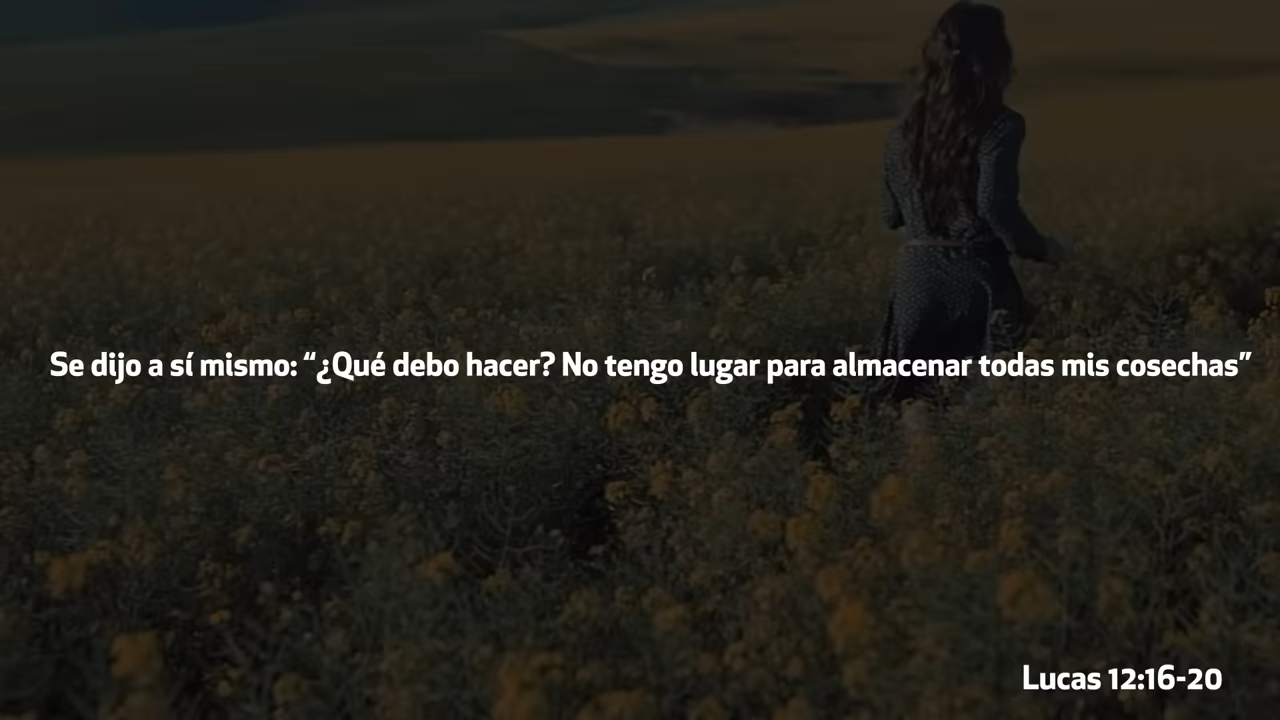 Se dijo a sí mismo: “¿Qué debo hacer? No tengo lugar para almacenar todas mis cosechas”
Lucas 12:16-20